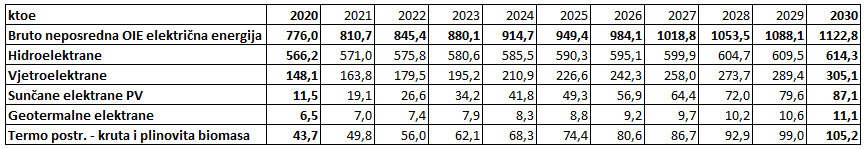 ktoe 2020 2021 2022 2023 2024 2025 2026 2027 2028 2029 2030
Bruto neposredna OIE električna energija 776,0 810,7 845,4 880,1 914,7 949,4 984,1 1018,8 1053,5 1088,1 1122,8
Hidroelektrane 566,2 571,0 575,8 580,6 585,5 590,3 595,1 599,9 604,7 609,5 614,3
Vjetroelektrane 148,1 163,8 179,5 195,2 210,9 226,6 242,3 258,0 273,7 289,4 305,1
Sunčane elektrane PV 11,5 19,1 26,6 34,2 41,8 49,3 56,9 64,4 72,0 79,6 87,1
Geotermalne elektrane 6,5 7,0 7,4 7,9 8,3 8,8 9,2 9,7 10,2 10,6 11,1
Termo postr. - kruta i plinovita biomasa 43,7 49,8 56,0 62,1 68,3 74,4 80,6 86,7 92,9 99,0 105,2